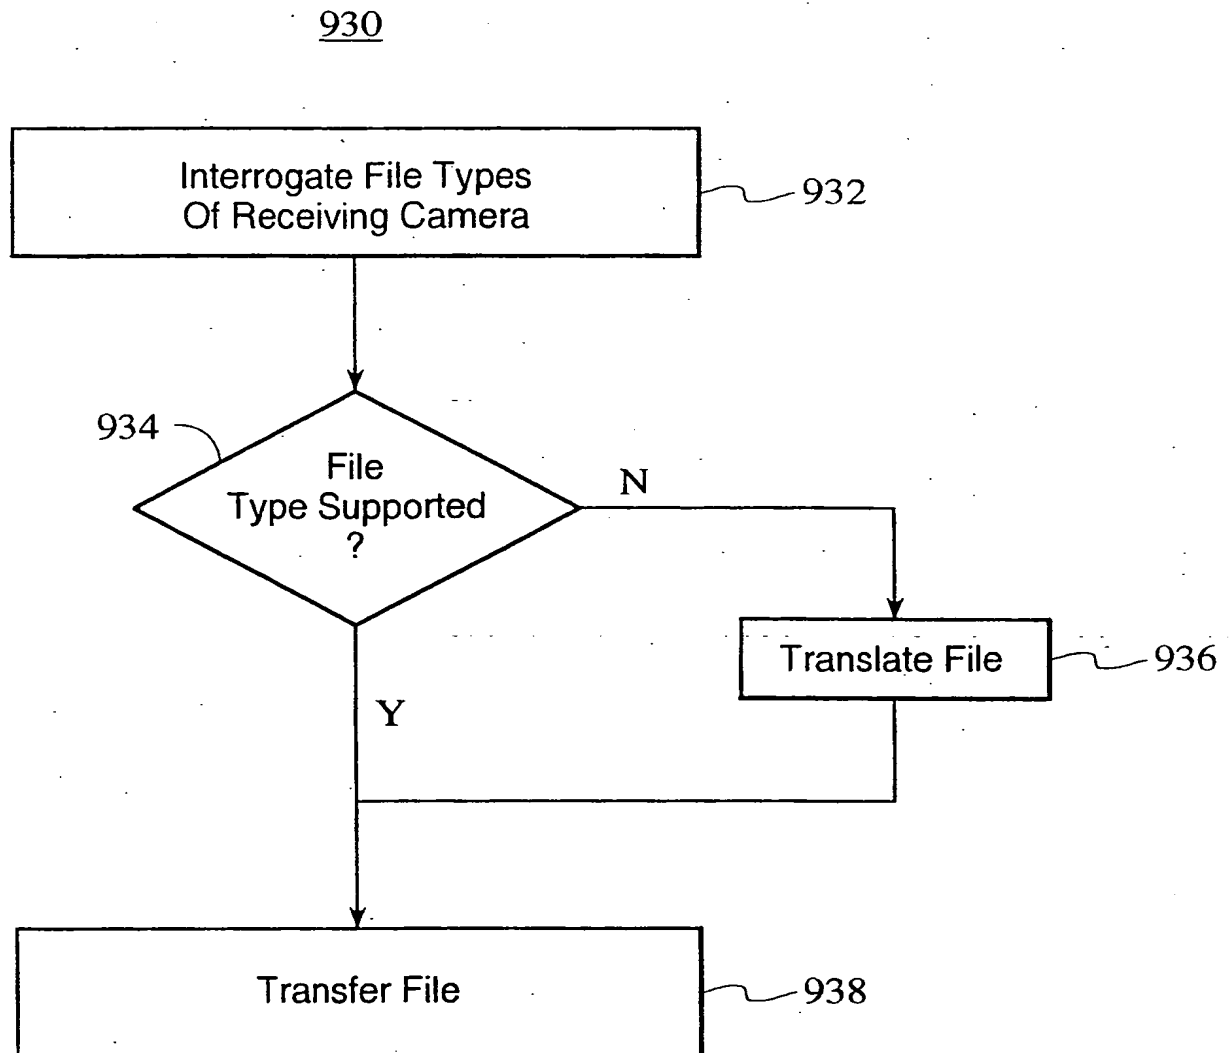 930
Interrogate File Types
Of Receiving Camera
932
934
File
Type Supported
?
N
Translate File
936
Y
Transfer File
938